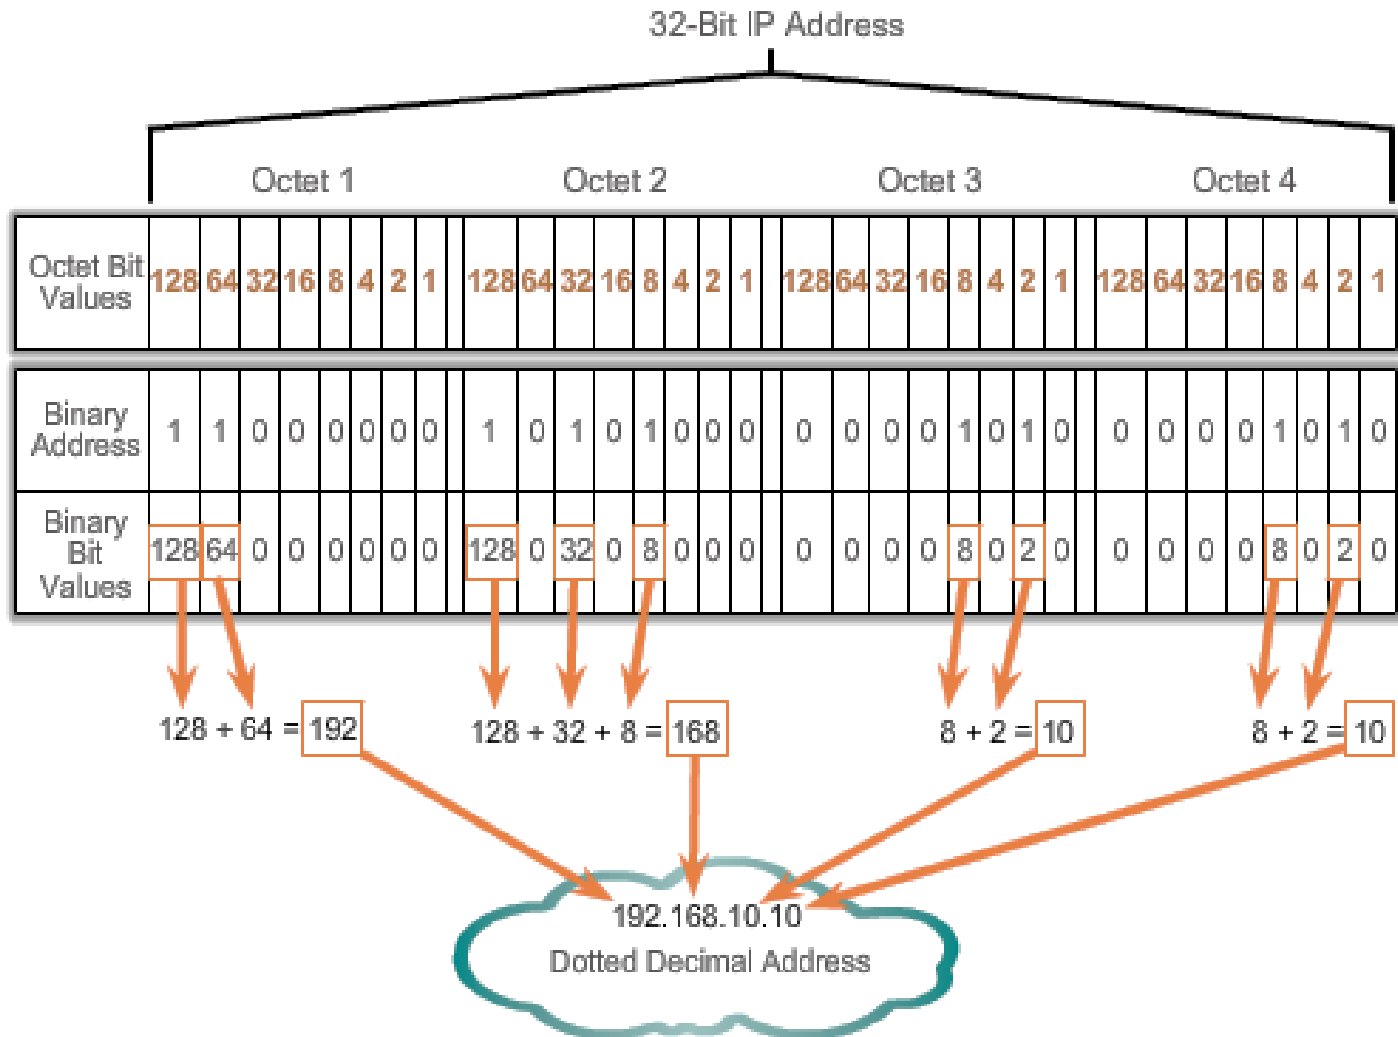 32-Bit IP Address
Octet 1 Octet 2 Octet 3 Octet 4
Octet Bit
Values
128 64 32 16 8 4 2 1 128 64 32 16 8 4 2 1 128 64 32 16 8 4 2 1 128 64 32 16 8 4 2 1
Binary
Address
1 1 0 0 0 0 0 0 1 0 1 0 1 0 0 0 0 0 0 0 1 0 1 0 0 0 0 0 1 0 1 0
Binary
Bit
Values
128 64 0 0 0 0 0 0 128 0 32 0 8 0 0 0 0 0 0 0 8 0 2 0 0 0 0 0 8 0 2 0
128 + 64 = 192 128 + 32 + 8 = 168 8 + 2 = 10 8 + 2 = 10
192.168.10.10
Dotted Decimal Address